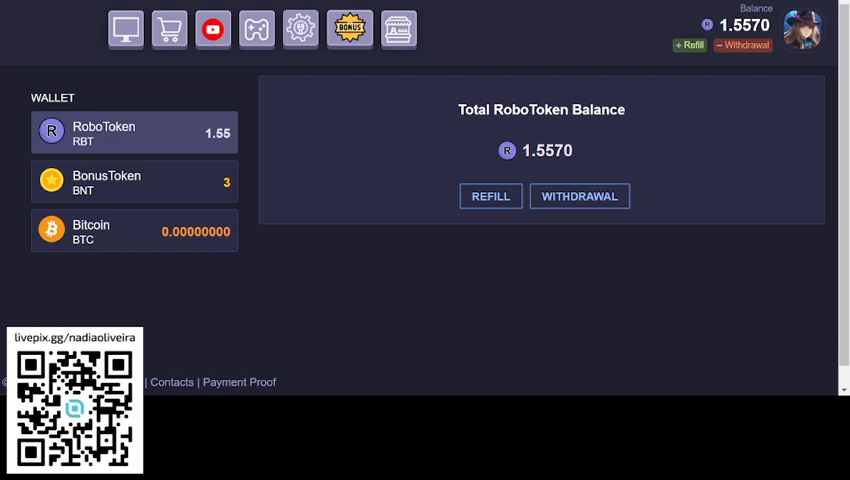 BONUS
Balance
R 1.5570
+ Refill
− Withdrawal
WALLET
R RoboToken 1.55
RBT
BonusToken 3
BNT
Bitcoin 0.00000000
BTC
Total RoboToken Balance
R 1.5570
REFILL WITHDRAWAL
livepix.gg/nadiaoliveira
| Contacts | Payment Proof